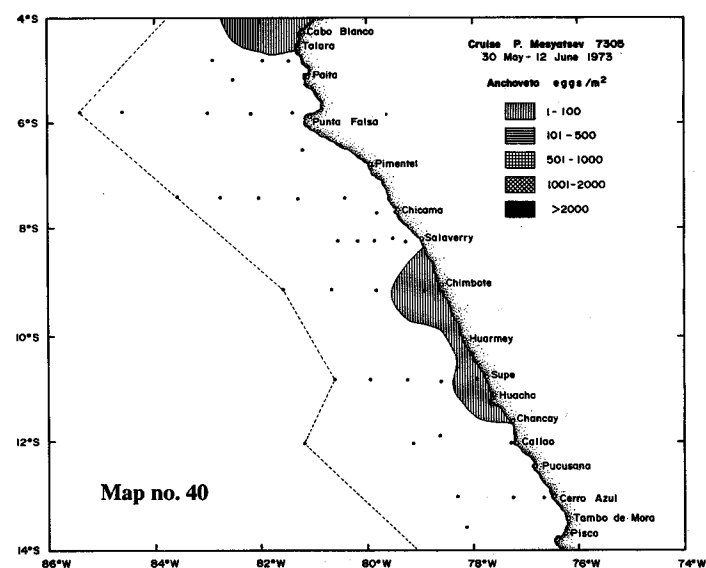 4°S
6°S
8°S
10°S
12°S
14°S
86°W
84°W
82°W
80°W
78°W
76°W
74°W
Cruise P. Mesyatsev 7305
30 May - 12 June 1973
Anchoveta eggs/m²
1-100
101-500
501-1000
1001-2000
>2000
Cabo Blanco
Talara
Paita
Punta Falsa
Pimentel
Chicama
Salaverry
Chimbote
Huarmey
Supe
Huacho
Chancay
Callao
Pucusana
Cerro Azul
Tambo de Mora
Pisco
Map no. 40